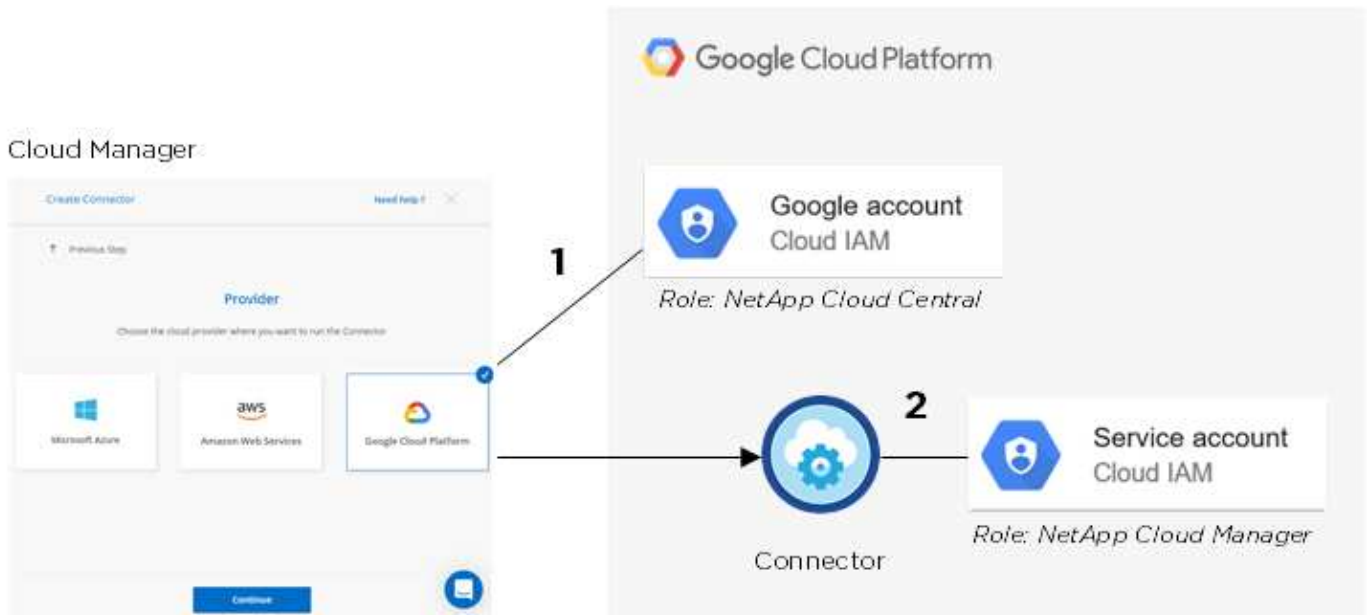 Google Cloud Platform
Cloud Manager
Create Connector
Need help ?
Previous Step
Provider
Choose the cloud provider where you want to run the Connector
Microsoft Azure
aws
Amazon Web Services
Google Cloud Platform
Continue
1
Google account
Cloud IAM
Role: NetApp Cloud Central
Connector
2
Service account
Cloud IAM
Role: NetApp Cloud Manager